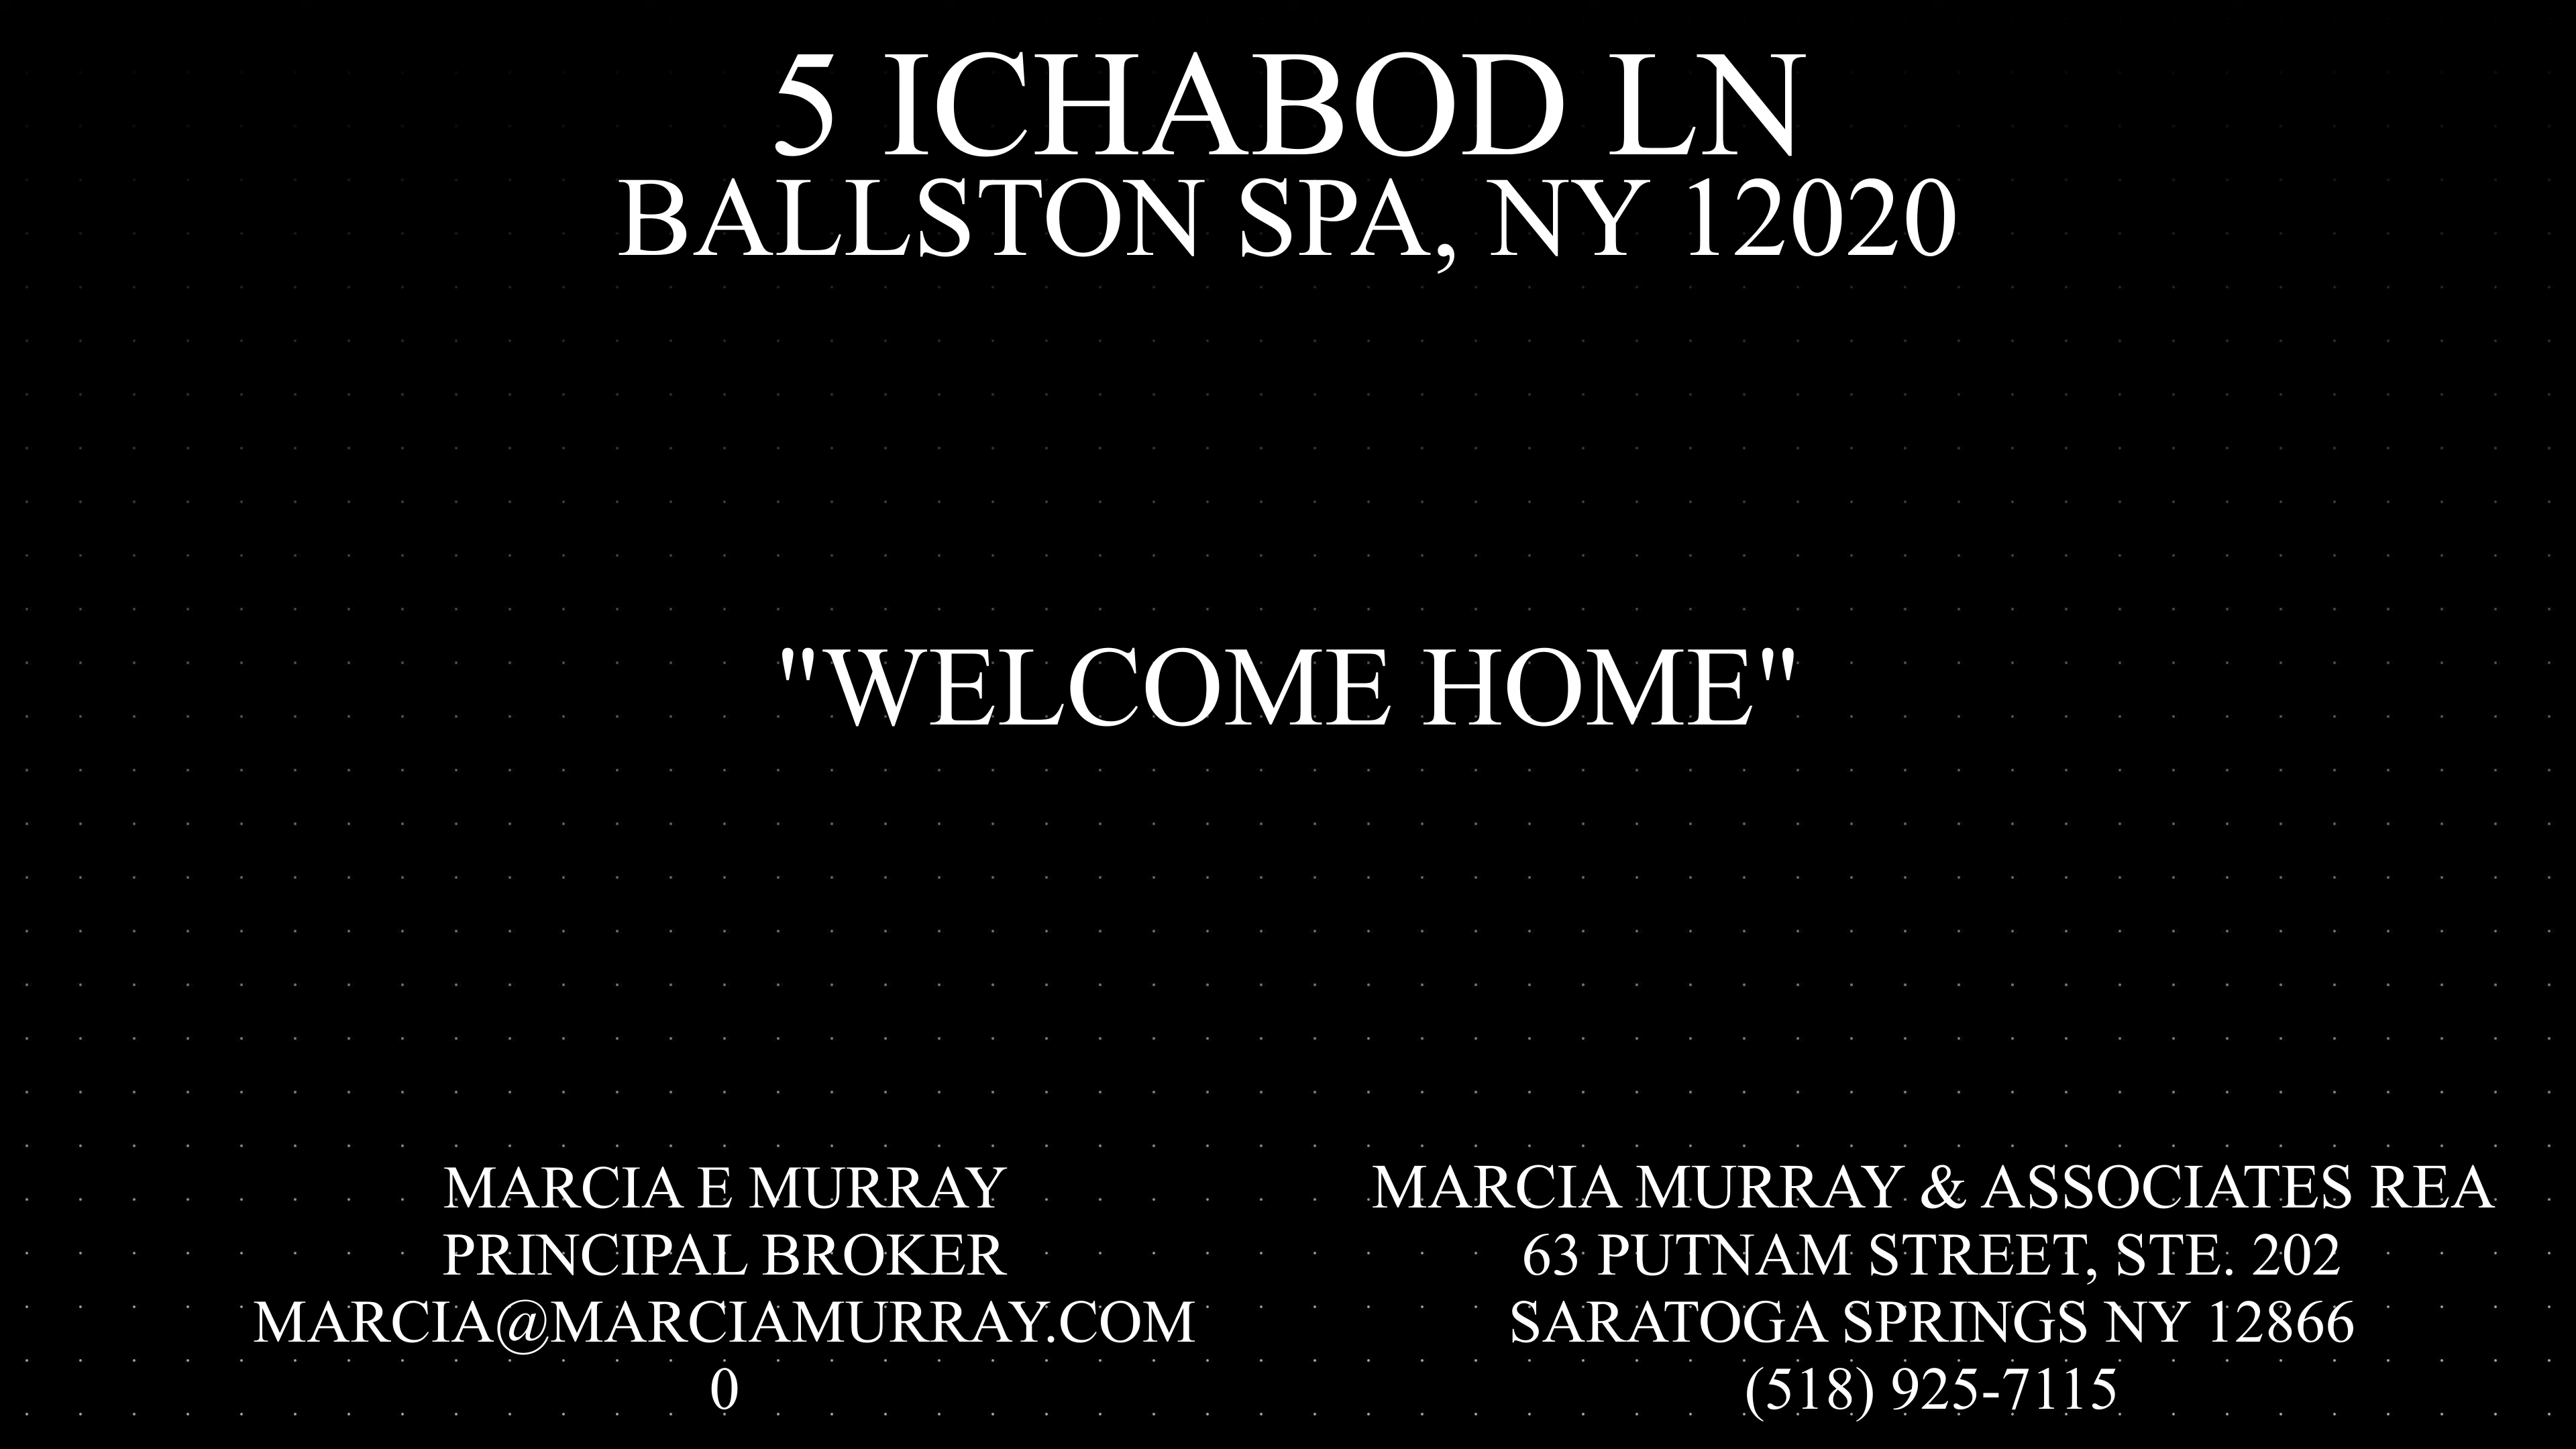 5 ICHABOD LN
BALLSTON SPA, NY 12020
"WELCOME HOME"
MARCIA E MURRAY
PRINCIPAL BROKER
MARCIA@MARCIAMURRAY.COM
0
MARCIA MURRAY & ASSOCIATES REA
63 PUTNAM STREET, STE. 202
SARATOGA SPRINGS NY 12866
(518) 925-7115